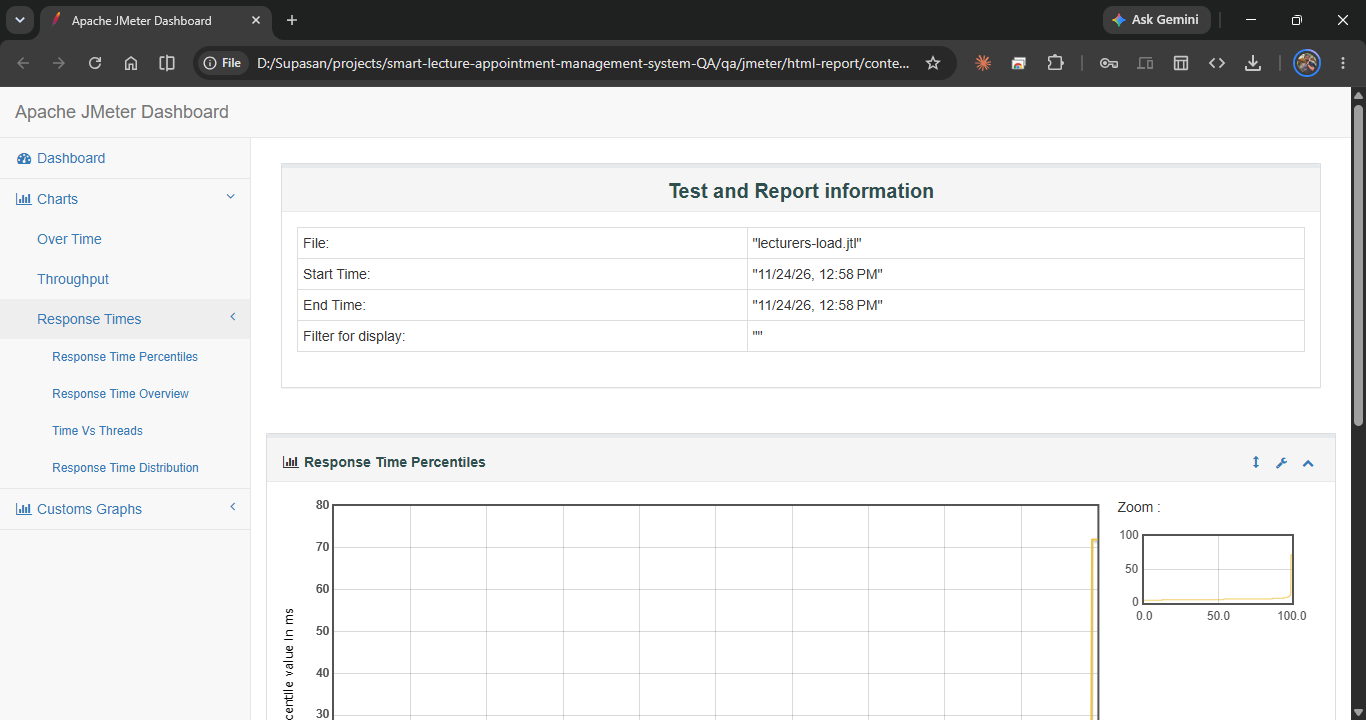 Apache JMeter Dashboard
Ask Gemini
File D:/Supasan/projects/smart-lecture-appointment-management-system-QA/qa/jmeter/html-report/conte...
Apache JMeter Dashboard
Dashboard
Charts
Over Time
Throughput
Response Times
Response Time Percentiles
Response Time Overview
Time Vs Threads
Response Time Distribution
Customs Graphs
Test and Report information
File: "lecturers-load.jtl"
Start Time: "11/24/26, 12:58 PM"
End Time: "11/24/26, 12:58 PM"
Filter for display: ""
Response Time Percentiles
80
70
60
50
40
30
centile value in ms
Zoom :
100
50
0
0.0 50.0 100.0